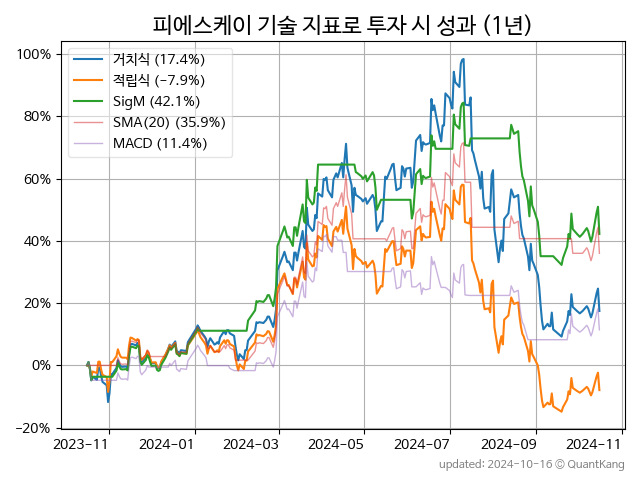 피에스케이 기술 지표로 투자 시 성과 (1년)
100%
80%
60%
40%
20%
0%
−20%
거치식 (17.4%)
적립식 (−7.9%)
SigM (42.1%)
SMA(20) (35.9%)
MACD (11.4%)
2023−11 2024−01 2024−03 2024−05 2024−07 2024−09 2024−11
updated: 2024-10-16 © QuantKang